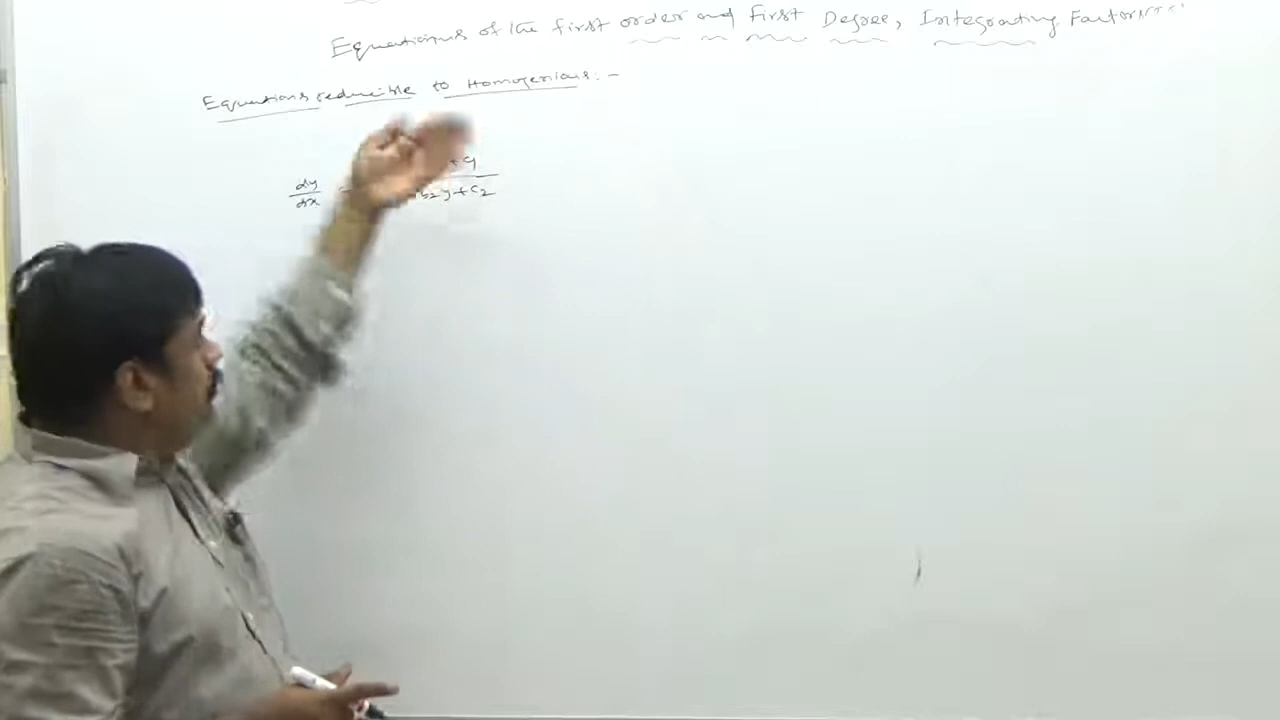 Equations of the first order and First Degree, Integrating Factors
Equations reducible to Homogenious:-
dy/dx = +c₁/b₂y+c₂